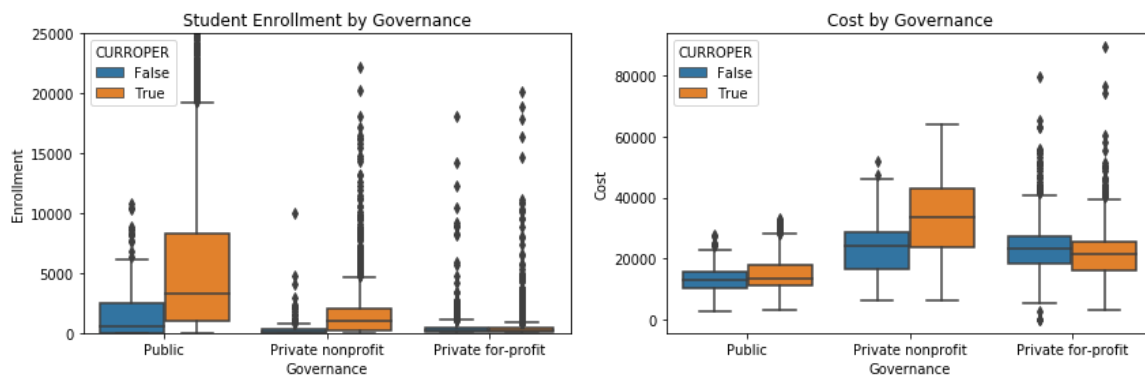 Student Enrollment by Governance
25000
20000
15000
10000
5000
0
Enrollment
CURROPER
False
True
Public
Private nonprofit
Private for-profit
Governance
Cost by Governance
80000
60000
40000
20000
0
Cost
CURROPER
False
True
Public
Private nonprofit
Private for-profit
Governance